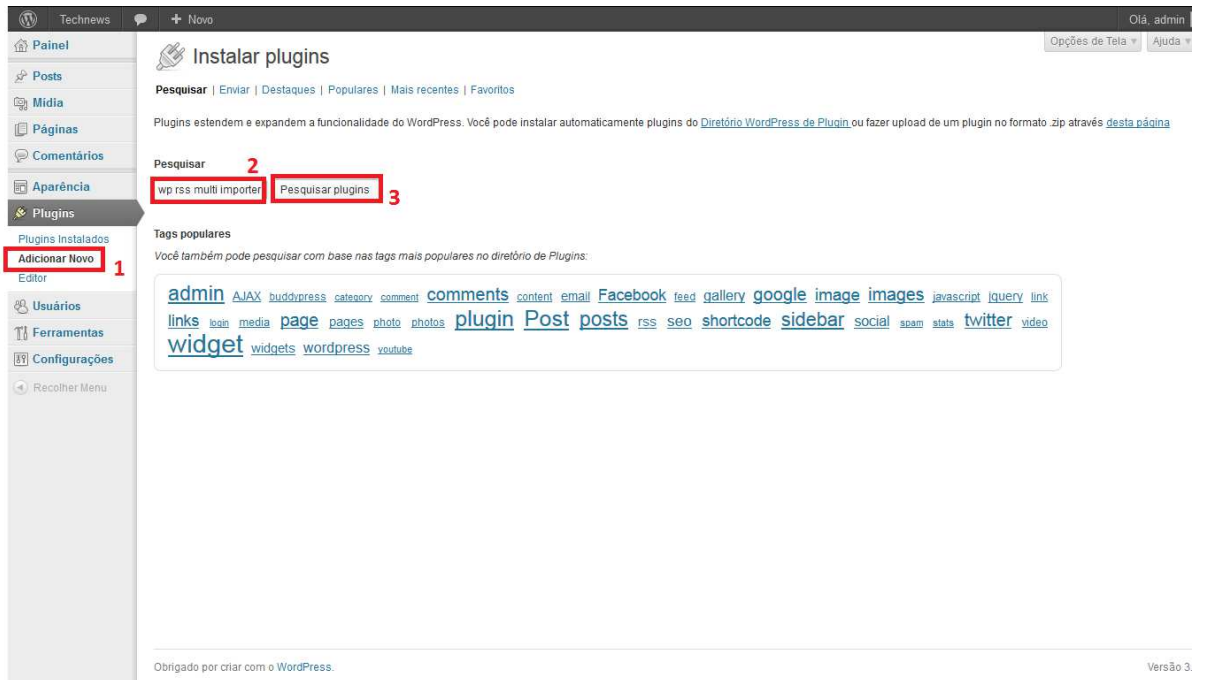 Technews + Novo Olá, admin
Opções de Tela Ajuda
Painel
Posts
Mídia
Páginas
Comentários
Aparência
Plugins
Plugins Instalados
Adicionar Novo
1
Editor
Usuários
Ferramentas
Configurações
Recolher Menu
Instalar plugins
Pesquisar | Enviar | Destaques | Populares | Mais recentes | Favoritos
Plugins estendem e expandem a funcionalidade do WordPress. Você pode instalar automaticamente plugins do Diretório WordPress de Plugin ou fazer upload de um plugin no formato .zip através desta página
Pesquisar
2
wp rss multi importer Pesquisar plugins
3
Tags populares
Você também pode pesquisar com base nas tags mais populares no diretório de Plugins:
admin AJAX buddypress category comment comments content email Facebook feed gallery google image images javascript jquery link
links login media page pages photo photos plugin Post posts rss seo shortcode sidebar social spam stats twitter video
widget widgets wordpress youtube
Obrigado por criar com o WordPress. Versão 3.